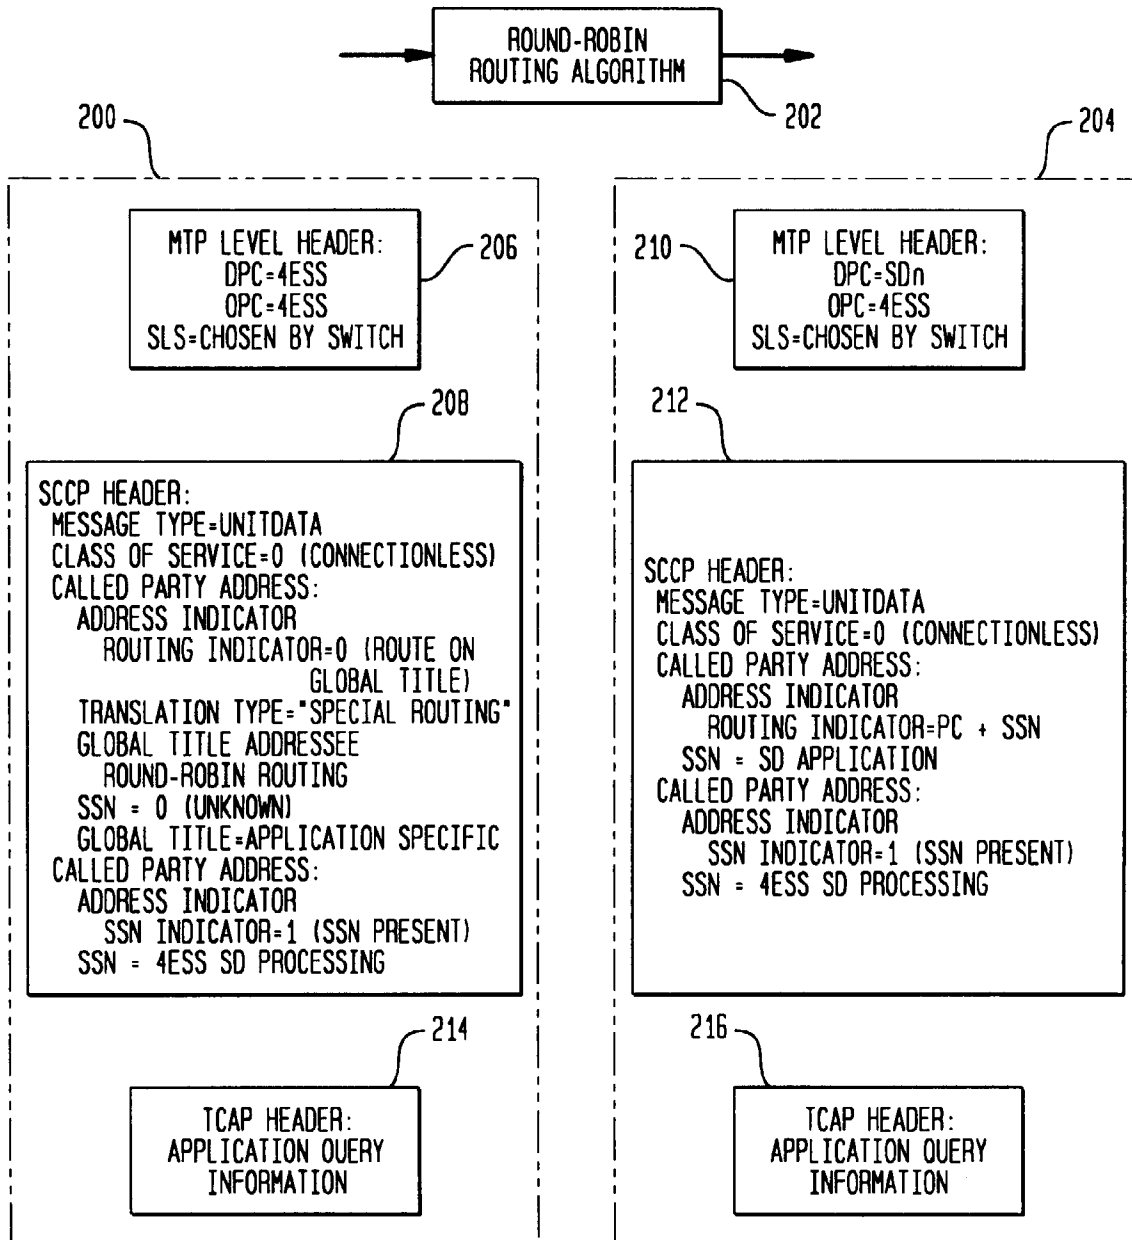 ROUND-ROBIN
ROUTING ALGORITHM
202
200
204
MTP LEVEL HEADER:
DPC=4ESS
OPC=4ESS
SLS=CHOSEN BY SWITCH
206
208
SCCP HEADER:
MESSAGE TYPE=UNITDATA
CLASS OF SERVICE=0 (CONNECTIONLESS)
CALLED PARTY ADDRESS:
ADDRESS INDICATOR
ROUTING INDICATOR=0 (ROUTE ON
GLOBAL TITLE)
TRANSLATION TYPE="SPECIAL ROUTING"
GLOBAL TITLE ADDRESSEE
ROUND-ROBIN ROUTING
SSN = 0 (UNKNOWN)
GLOBAL TITLE=APPLICATION SPECIFIC
CALLED PARTY ADDRESS:
ADDRESS INDICATOR
SSN INDICATOR=1 (SSN PRESENT)
SSN = 4ESS SD PROCESSING
214
TCAP HEADER:
APPLICATION QUERY
INFORMATION
210
MTP LEVEL HEADER:
DPC=SDn
OPC=4ESS
SLS=CHOSEN BY SWITCH
212
SCCP HEADER:
MESSAGE TYPE=UNITDATA
CLASS OF SERVICE=0 (CONNECTIONLESS)
CALLED PARTY ADDRESS:
ADDRESS INDICATOR
ROUTING INDICATOR=PC + SSN
SSN = SD APPLICATION
CALLED PARTY ADDRESS:
ADDRESS INDICATOR
SSN INDICATOR=1 (SSN PRESENT)
SSN = 4ESS SD PROCESSING
216
TCAP HEADER:
APPLICATION QUERY
INFORMATION